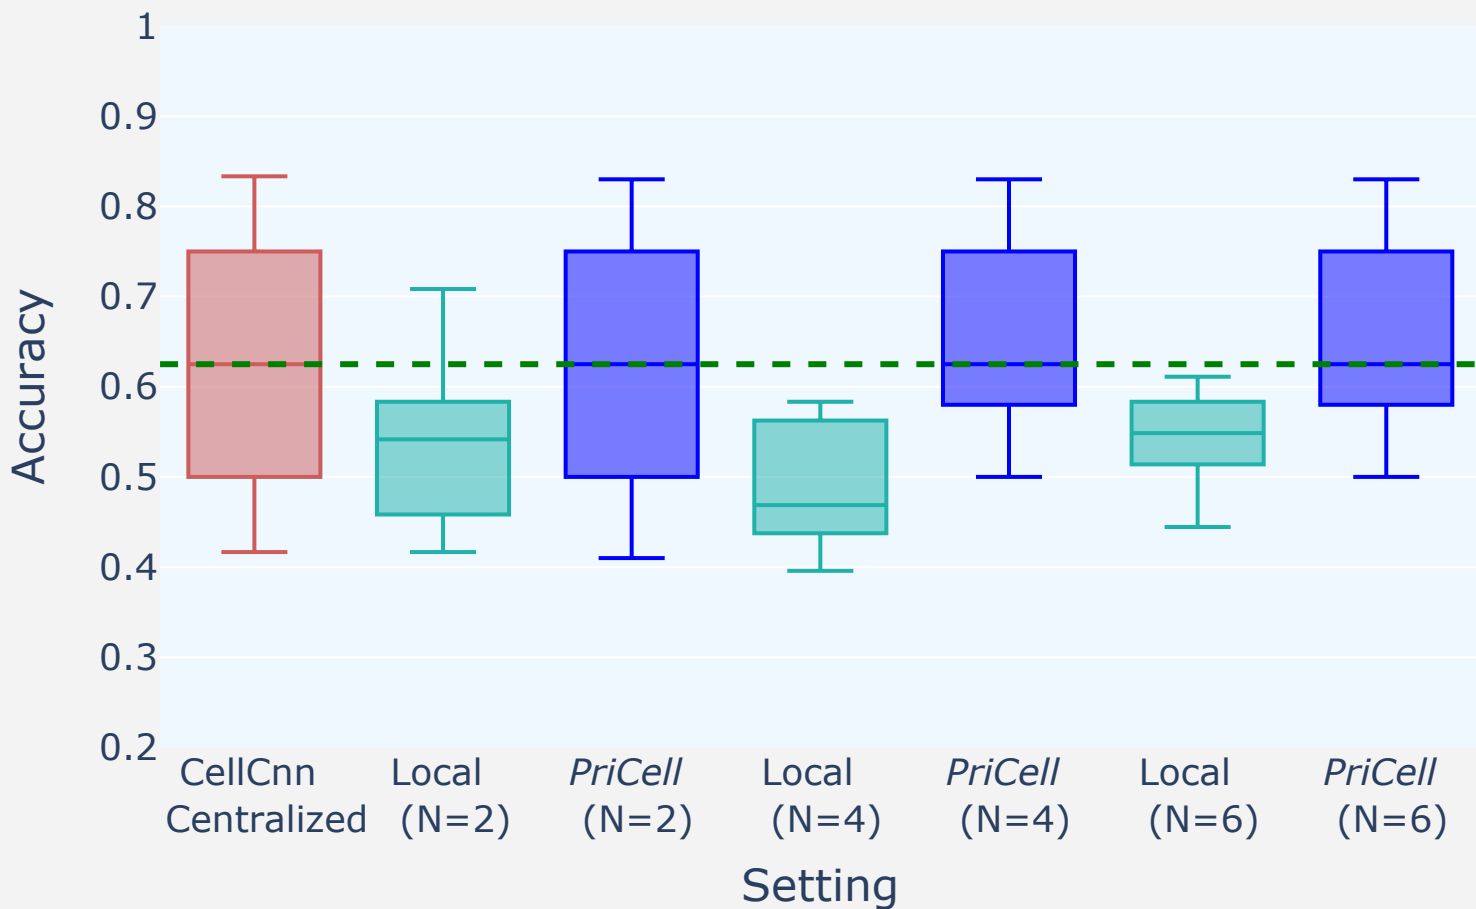 1
0.9
0.8
0.7
0.6
0.5
0.4
0.3
0.2
Accuracy
CellCnn Local PriCell Local PriCell Local PriCell
Centralized (N=2) (N=2) (N=4) (N=4) (N=6) (N=6)
Setting